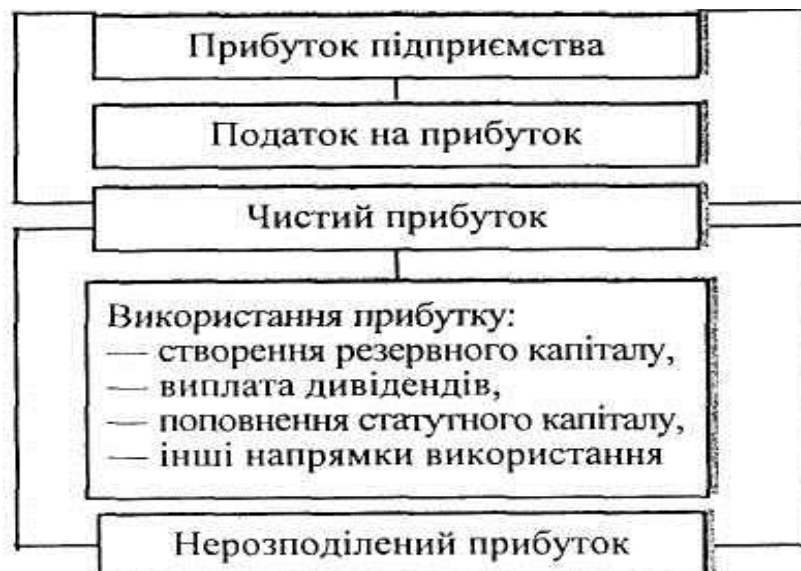 Прибуток підприємства
Податок на прибуток
Чистий прибуток
Використання прибутку:
— створення резервного капіталу,
— виплата дивідендів,
— поповнення статутного капіталу,
— інші напрямки використання
Нерозподілений прибуток